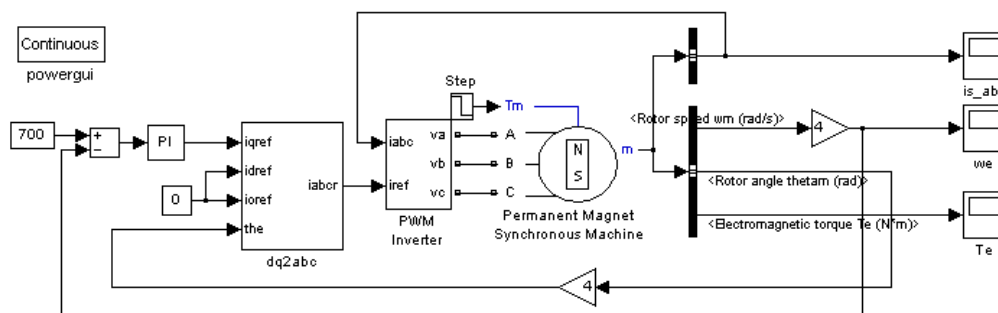 Continuous
powergui
Step
Tm
<Rotor speed wm (rad/s)>
4
is_ab
700
+
−
PI
iqref
idref
ioref
the
iabcr
0
dq2abc
iabc
iref
va
vb
vc
PWM
Inverter
A
B
C
N
S
m
Permanent Magnet
Synchronous Machine
we
<Rotor angle thetam (rad)>
<Electromagnetic torque Te (N*m)>
Te
4